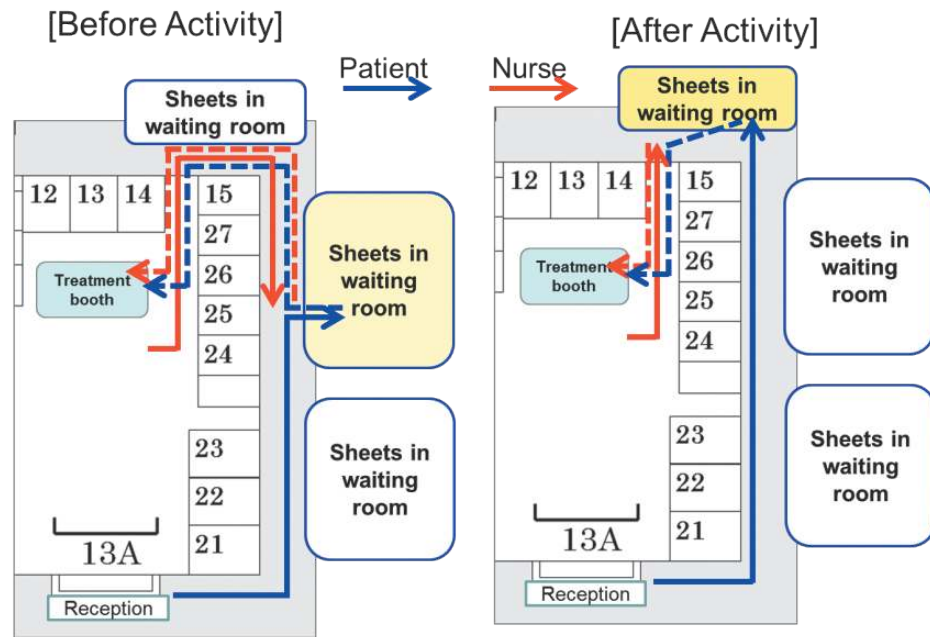 [Before Activity]
[After Activity]
Patient
Nurse
Sheets in
waiting room
12
13
14
15
27
26
25
24
23
22
21
Treatment
booth
Sheets in
waiting
room
Sheets in
waiting
room
13A
Reception
Sheets in
waiting room
12
13
14
15
27
26
25
24
23
22
21
Treatment
booth
Sheets in
waiting
room
Sheets in
waiting
room
13A
Reception